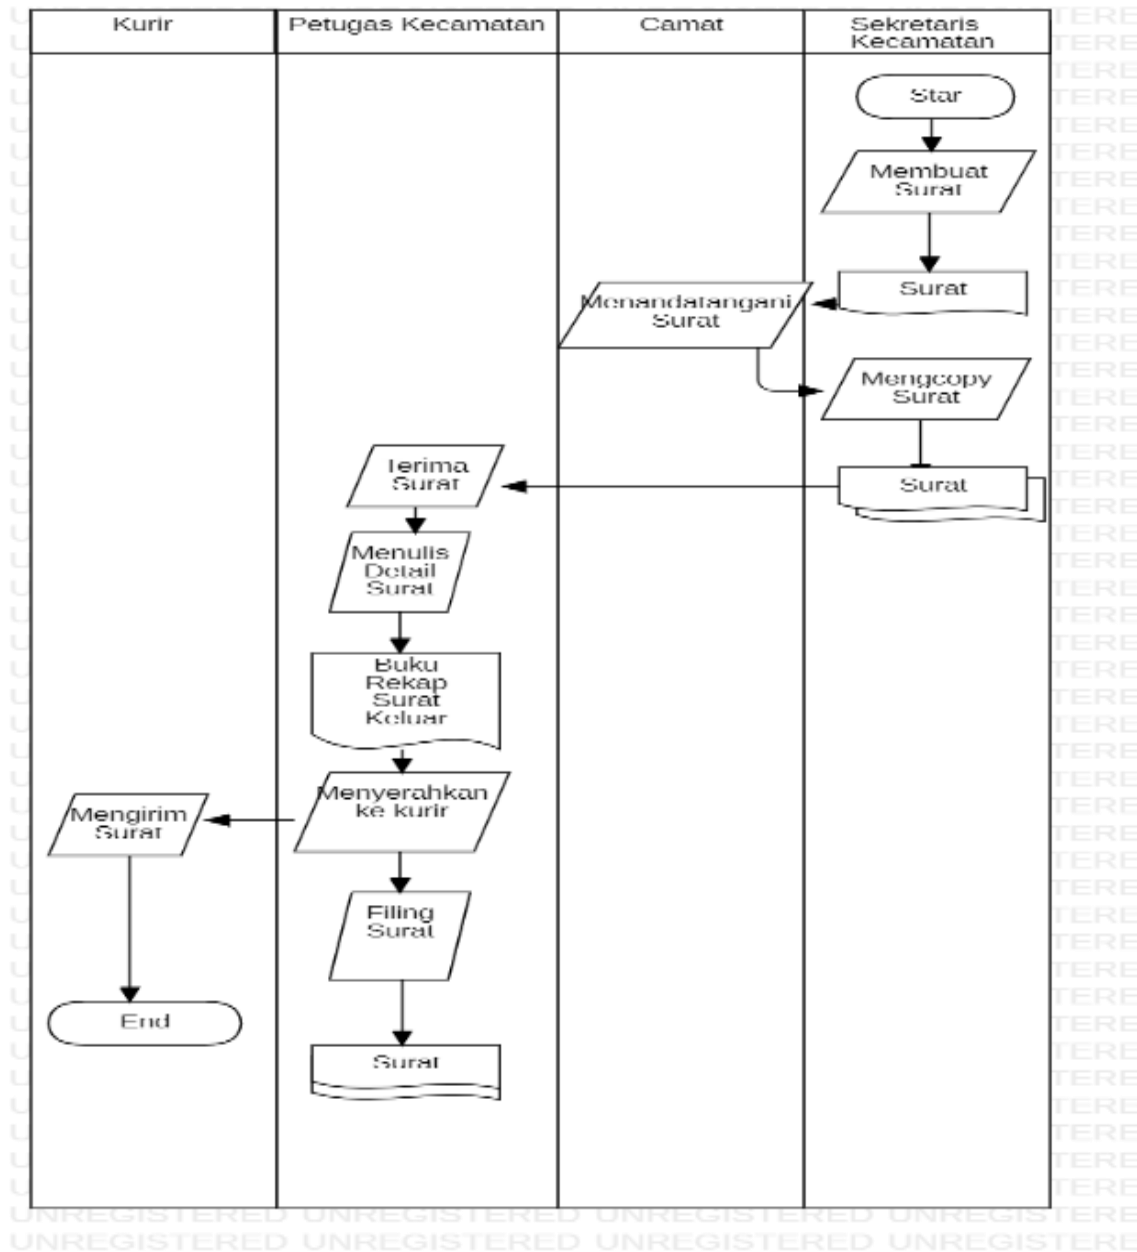 Kurir
Petugas Kecamatan
Camat
Sekretaris
Kecamatan
Star
Membuat
Surat
Surat
Menandatangani
Surat
Mengcopy
Surat
Surat
Terima
Surat
Menulis
Detail
Surat
Buku
Rekap
Surat
Keluar
Menyerahkan
ke kurir
Mengirim
Surat
Filing
Surat
End
Surat
UNREGISTERED UNREGISTERED UNREGISTERED UNREGISTERE
UNREGISTERED UNREGISTERED UNREGISTERED UNREGISTERE